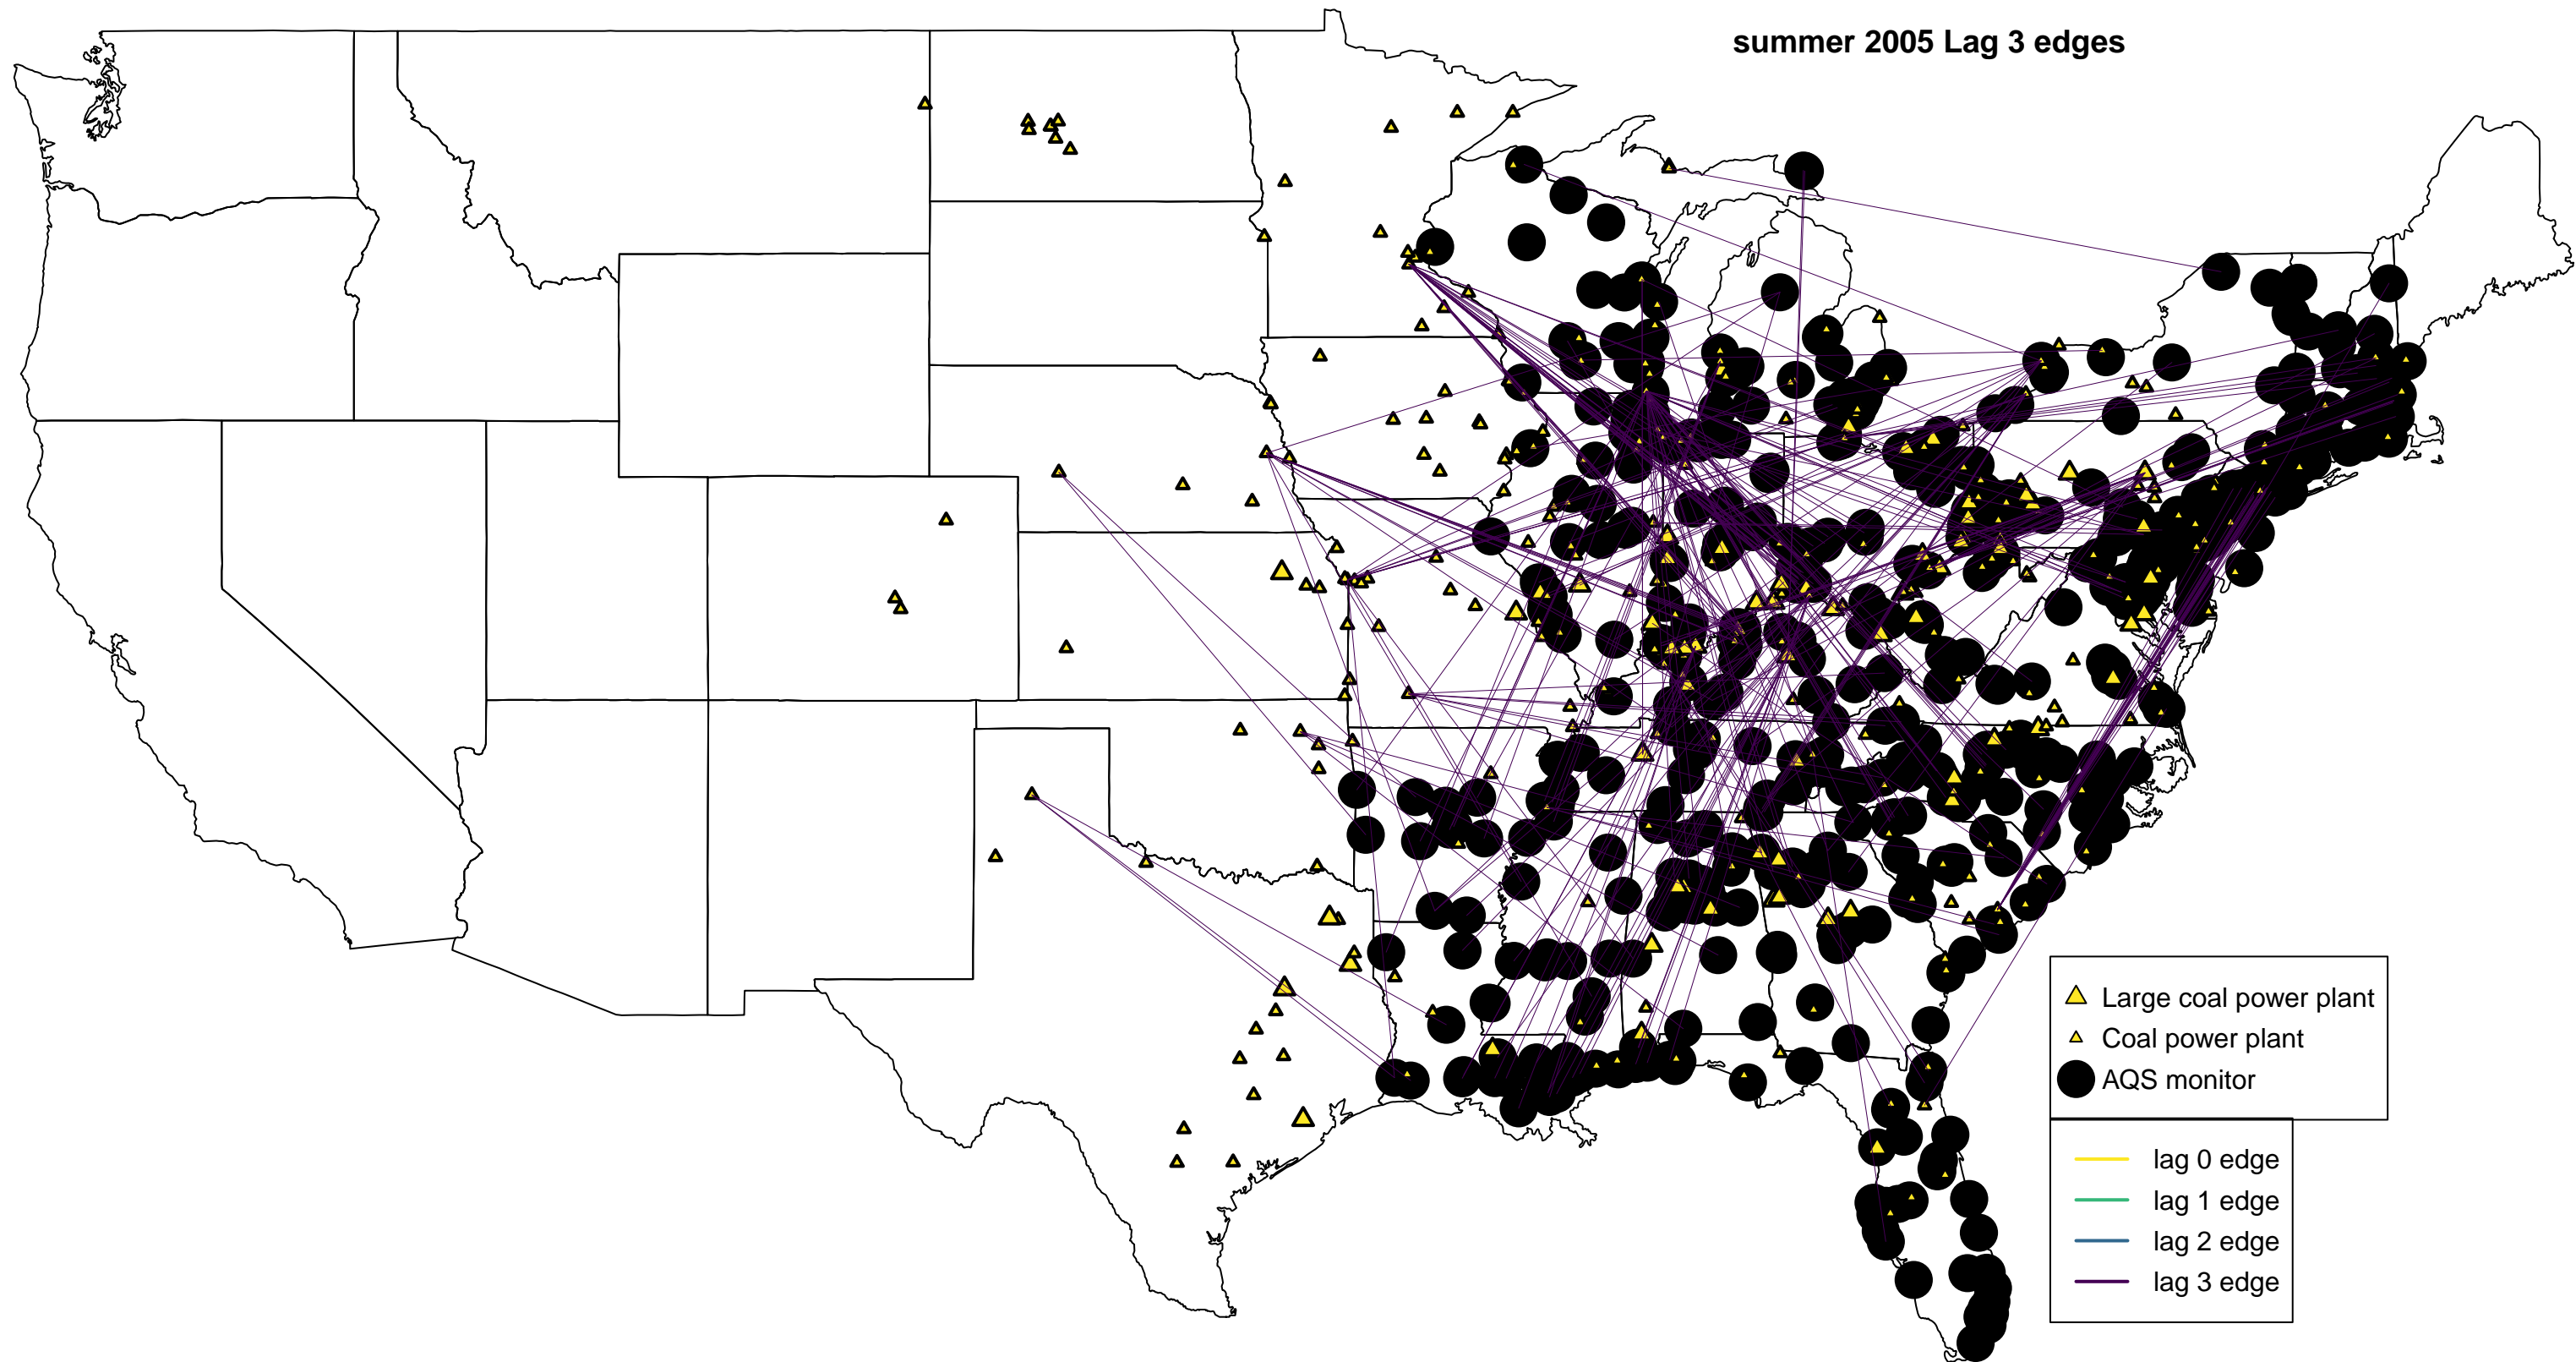 summer 2005 Lag 3 edges
Large coal power plant
Coal power plant
AQS monitor
lag 0 edge
lag 1 edge
lag 2 edge
lag 3 edge